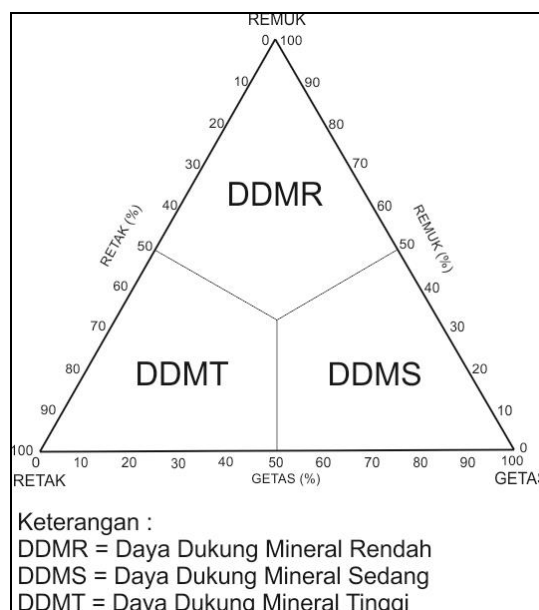 REMUK
0 100
10 90
20 80
30 70
40 60
RETAK (%) REMUK (%)
50 50
60 40
DDMR
70 30
80 20
DDMT DDMS
90 10
100 0
0 10 20 30 40 50 60 70 80 90 100
RETAK GETAS (%) GETAS
Keterangan :
DDMR = Daya Dukung Mineral Rendah
DDMS = Daya Dukung Mineral Sedang
DDMT = Daya Dukung Mineral Tinggi